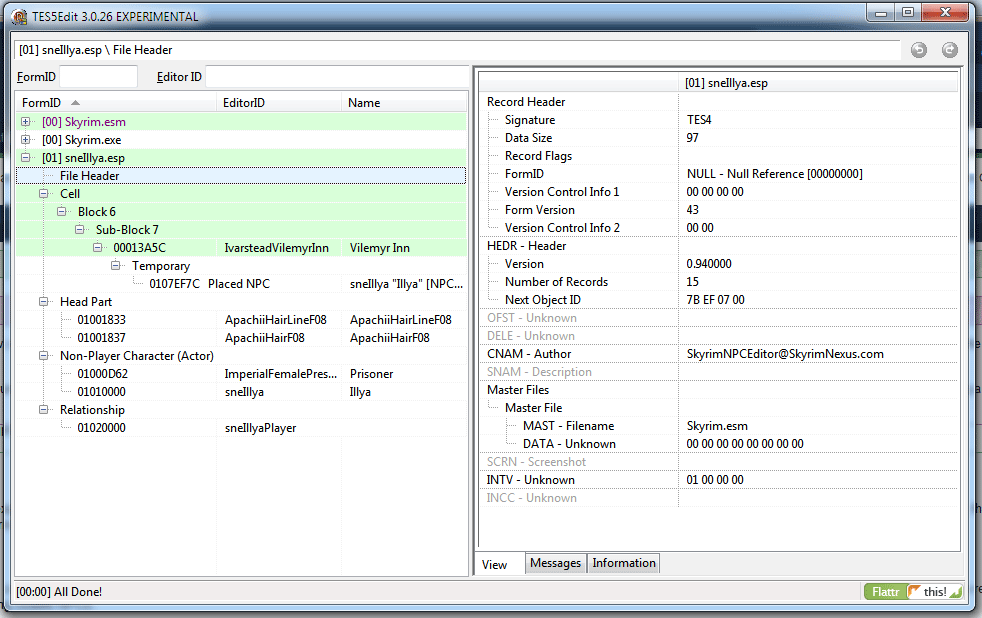 TES5Edit 3.0.26 EXPERIMENTAL
[01] sneIllya.esp \ File Header
FormID Editor ID
FormID EditorID Name
[00] Skyrim.esm
[00] Skyrim.exe
[01] sneIllya.esp
File Header
Cell
Block 6
Sub-Block 7
00013A5C IvarsteadVilemyrInn Vilemyr Inn
Temporary
0107EF7C Placed NPC sneIllya "Illya" [NPC...
Head Part
01001833 ApachiiHairLineF08 ApachiiHairLineF08
01001837 ApachiiHairF08 ApachiiHairF08
Non-Player Character (Actor)
01000D62 ImperialFemalePres... Prisoner
01010000 sneIllya Illya
Relationship
01020000 sneIllyaPlayer
[01] sneIllya.esp
Record Header
Signature TES4
Data Size 97
Record Flags
FormID NULL - Null Reference [00000000]
Version Control Info 1 00 00 00 00
Form Version 43
Version Control Info 2 00 00
HEDR - Header
Version 0.940000
Number of Records 15
Next Object ID 7B EF 07 00
OFST - Unknown
DELE - Unknown
CNAM - Author SkyrimNPCEditor@SkyrimNexus.com
SNAM - Description
Master Files
Master File
MAST - Filename Skyrim.esm
DATA - Unknown 00 00 00 00 00 00 00 00
SCRN - Screenshot
INTV - Unknown 01 00 00 00
INCC - Unknown
View Messages Information
[00:00] All Done!
Flattr this!